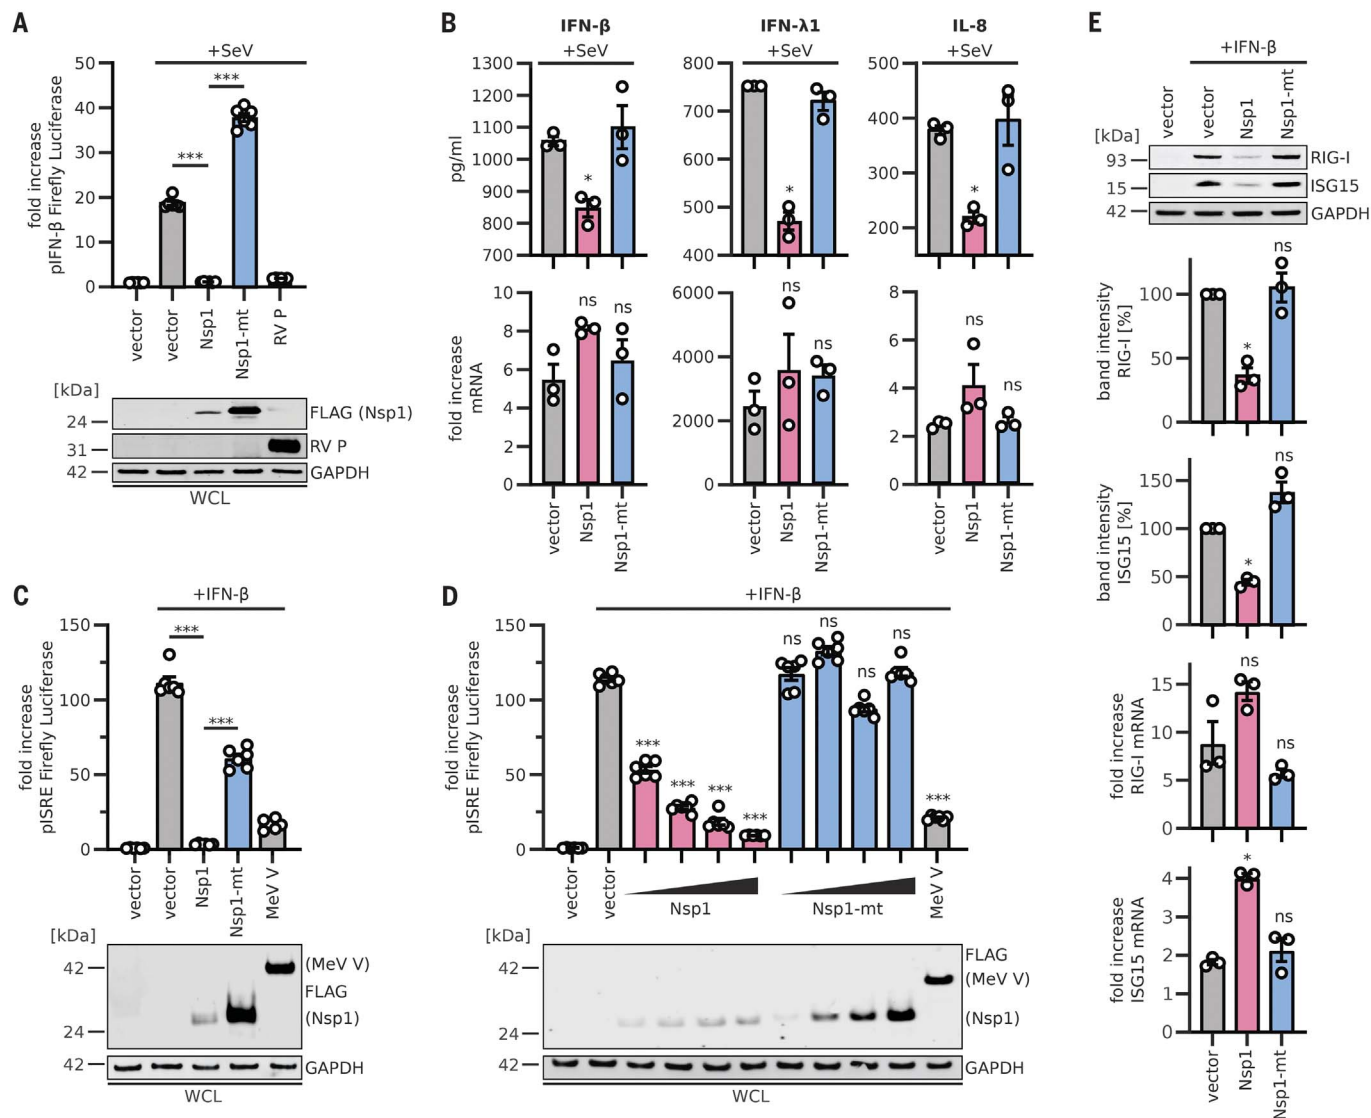 A
+SeV
***
***
50
40
30
20
10
0
fold increase
pIFN-β Firefly Luciferase
vector
vector
Nsp1
Nsp1-mt
RV P
[kDa]
24
FLAG (Nsp1)
31
RV P
42
GAPDH
WCL
B
IFN-β
+SeV
1300
1200
1100
1000
900
800
700
pg/ml
*
IFN-λ1
+SeV
800
700
600
500
400
*
IL-8
+SeV
500
400
300
200
*
10
8
6
4
2
0
fold increase
mRNA
ns
ns
vector
Nsp1
Nsp1-mt
6000
4000
2000
0
ns
ns
vector
Nsp1
Nsp1-mt
8
6
4
2
0
ns
ns
vector
Nsp1
Nsp1-mt
C
+IFN-β
150
100
50
0
fold increase
pISRE Firefly Luciferase
***
***
vector
vector
Nsp1
Nsp1-mt
MeV V
[kDa]
42
(MeV V)
FLAG
(Nsp1)
24
42
GAPDH
WCL
D
+IFN-β
150
100
50
0
fold increase
pISRE Firefly Luciferase
***
***
***
***
ns
ns
ns
ns
***
vector
vector
Nsp1
Nsp1-mt
MeV V
[kDa]
FLAG
42
(MeV V)
(Nsp1)
24
42
GAPDH
WCL
E
+IFN-β
vector
vector
Nsp1
Nsp1-mt
[kDa]
93
RIG-I
15
ISG15
42
GAPDH
100
50
0
band intensity
RIG-I [%]
*
ns
150
100
50
0
band intensity
ISG15 [%]
*
ns
15
10
5
0
fold increase
RIG-I mRNA
ns
ns
4
3
2
1
0
fold increase
ISG15 mRNA
*
ns
vector
Nsp1
Nsp1-mt